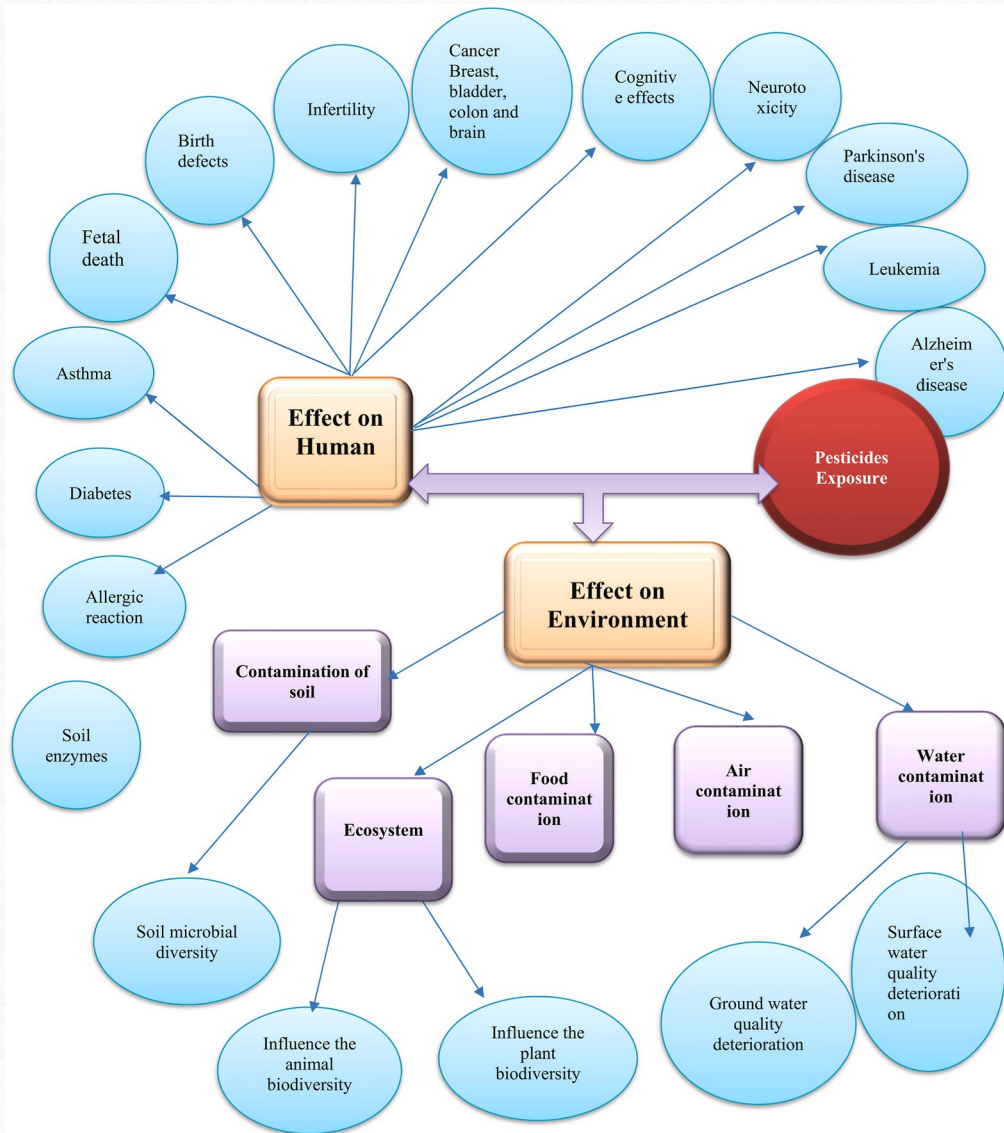 Cancer
Breast,
bladder,
colon and
brain
Cognitiv
e effects
Neuroto
xicity
Infertility
Birth
defects
Parkinson's
disease
Fetal
death
Leukemia
Alzheim
er's
disease
Asthma
Effect on
Human
Pesticides
Exposure
Diabetes
Allergic
reaction
Effect on
Environment
Contamination of
soil
Soil
enzymes
Ecosystem
Food
contaminat
ion
Air
contaminat
ion
Water
contaminat
ion
Soil microbial
diversity
Influence the
animal
biodiversity
Influence the
plant
biodiversity
Ground water
quality
deterioration
Surface
water
quality
deteriorati
on